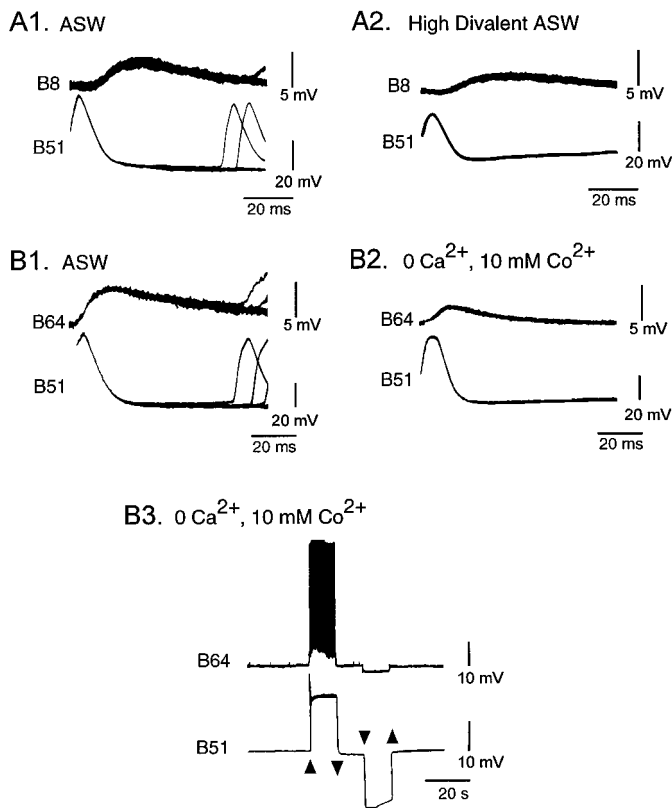 A1. ASW
B8
5 mV
B51
20 mV
20 ms
A2. High Divalent ASW
B8
5 mV
B51
20 mV
20 ms
B1. ASW
B64
5 mV
B51
20 mV
20 ms
B2. 0 Ca²⁺, 10 mM Co²⁺
B64
5 mV
B51
20 mV
20 ms
B3. 0 Ca²⁺, 10 mM Co²⁺
B64
10 mV
B51
10 mV
20 s